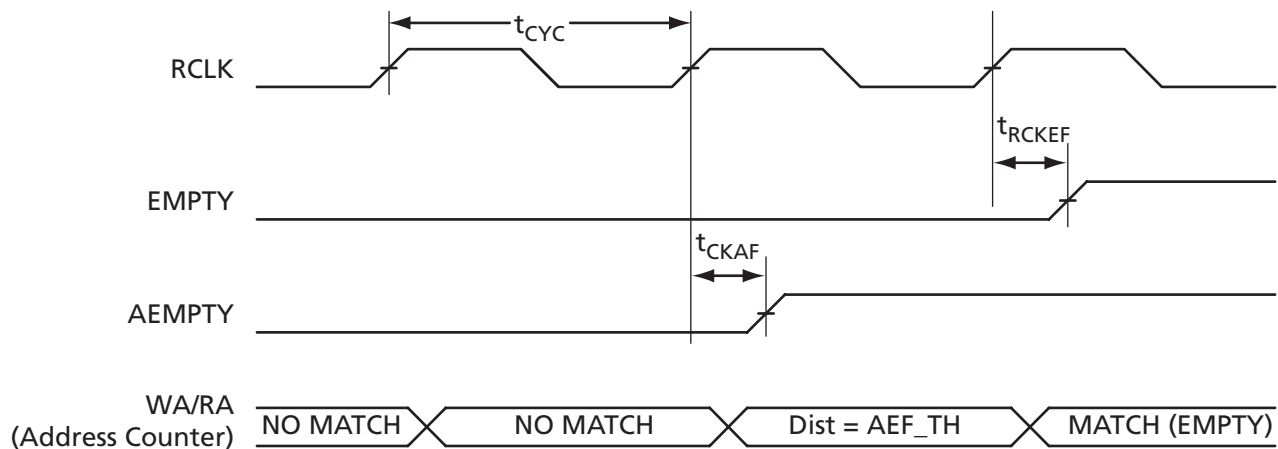 tCYC
RCLK
tRCKEF
EMPTY
tCKAF
AEMPTY
WA/RA
(Address Counter)
NO MATCH
NO MATCH
Dist = AEF_TH
MATCH (EMPTY)